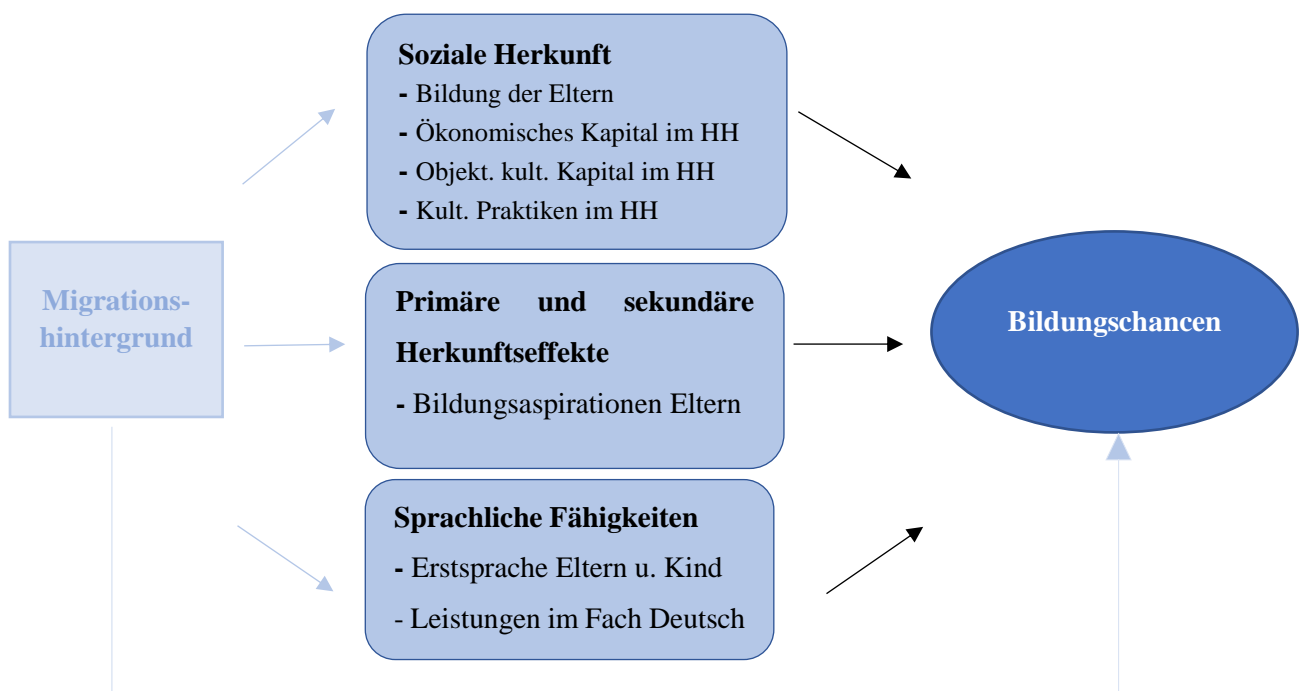 Soziale Herkunft
- Bildung der Eltern
- Ökonomisches Kapital im HH
- Objekt. kult. Kapital im HH
- Kult. Praktiken im HH
Migrations-
hintergrund
Primäre und sekundäre
Herkunftseffekte
- Bildungsaspirationen Eltern
Bildungschancen
Sprachliche Fähigkeiten
- Erstsprache Eltern u. Kind
- Leistungen im Fach Deutsch